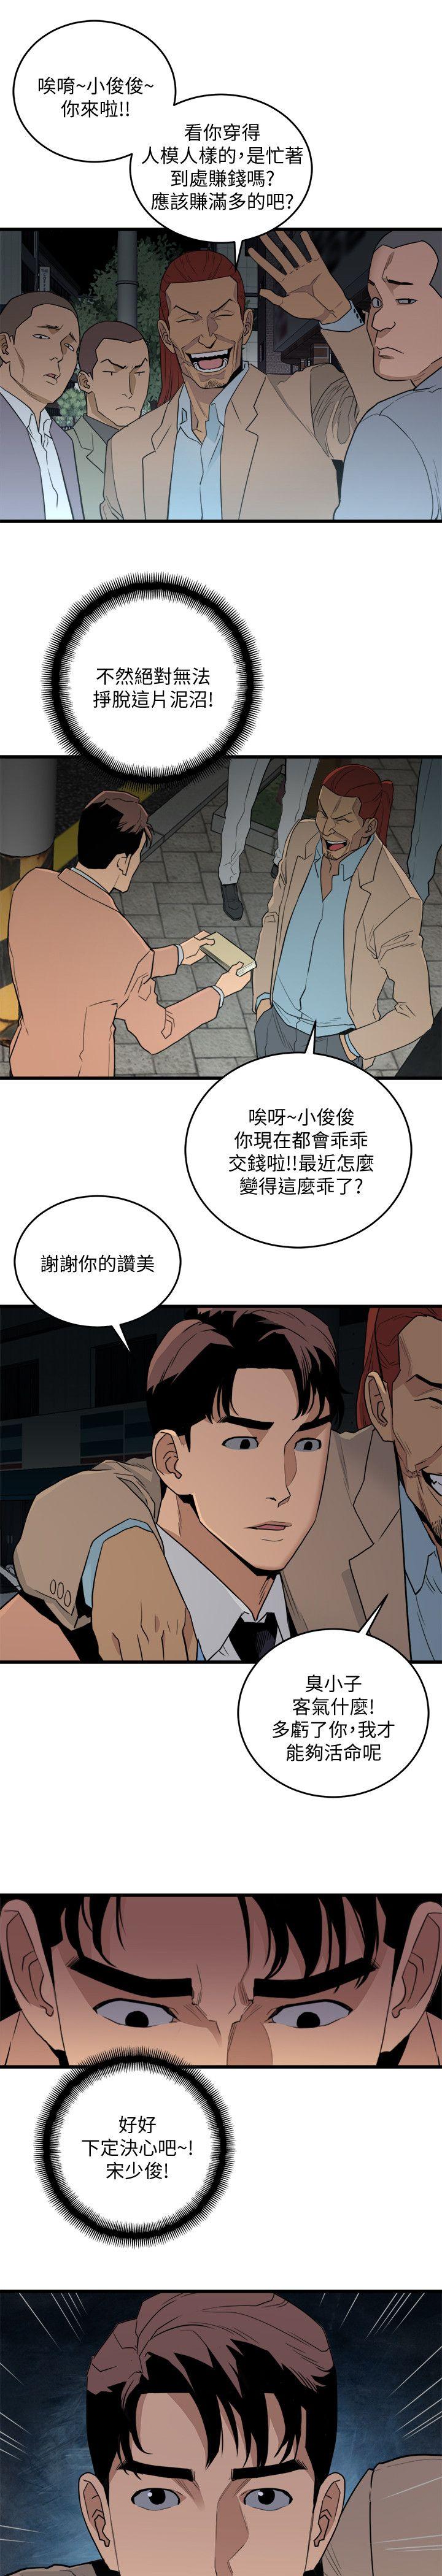 唉唷~小俊俊~
你來啦!!
看你穿得
人模人樣的，是忙著
到處賺錢嗎?
應該賺滿多的吧?
不然絕對無法
掙脫這片泥沼!
唉呀~小俊俊
你現在都會乖乖
交錢啦!!最近怎麼
變得這麼乖了?
謝謝你的讚美
臭小子
客氣什麼!
多虧了你，我才
能夠活命呢
好好
下定決心吧~!
宋少俊!